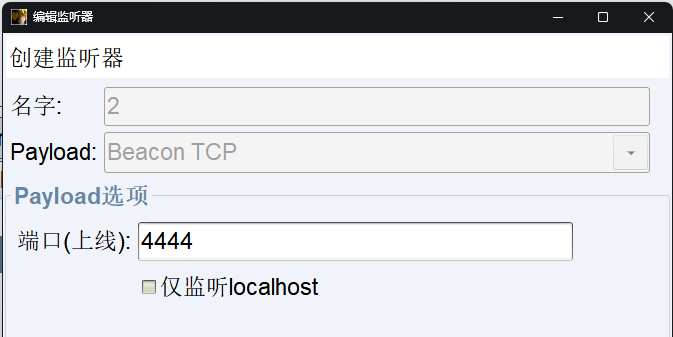 编辑监听器
创建监听器
名字: 2
Payload: Beacon TCP
Payload选项
端口(上线): 4444
仅监听localhost